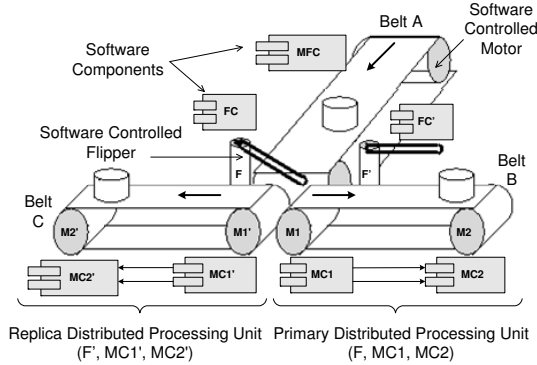 Belt A
Software
Controlled
Motor
Software
Components
MFC
FC
FC'
Software Controlled
Flipper
F
F'
Belt
B
Belt
C
M2'
M1'
M1
M2
MC2'
MC1'
MC1
MC2
Replica Distributed Processing Unit
(F', MC1', MC2')
Primary Distributed Processing Unit
(F, MC1, MC2)